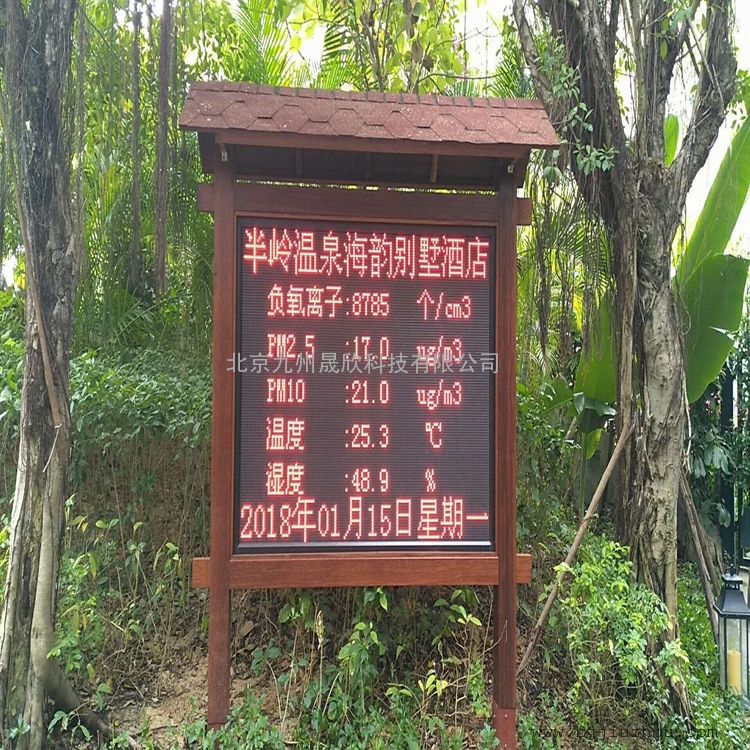 半岭温泉海韵别墅酒店
负氧离子:8785 个/cm3
PM2.5 :17.0 ug/m3
北京九州晟欣科技有限公司
PM10 :21.0 ug/m3
温度 :25.3 ℃
湿度 :48.9 %
2018年01月15日星期一